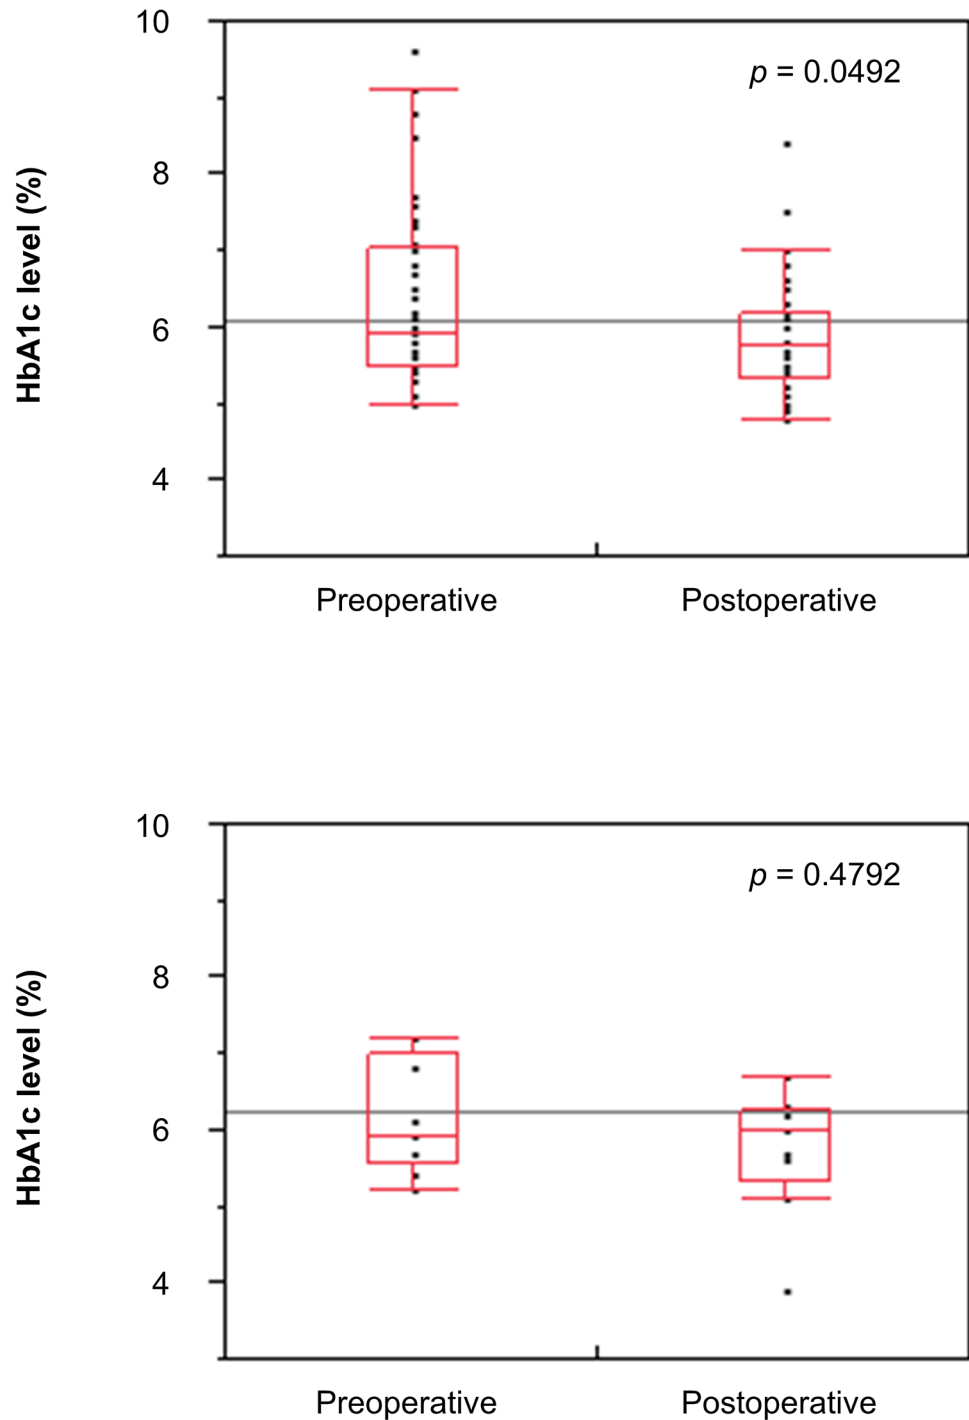 10
p = 0.0492
8
HbA1c level (%)
6
4
Preoperative Postoperative
10
p = 0.4792
8
HbA1c level (%)
6
4
Preoperative Postoperative